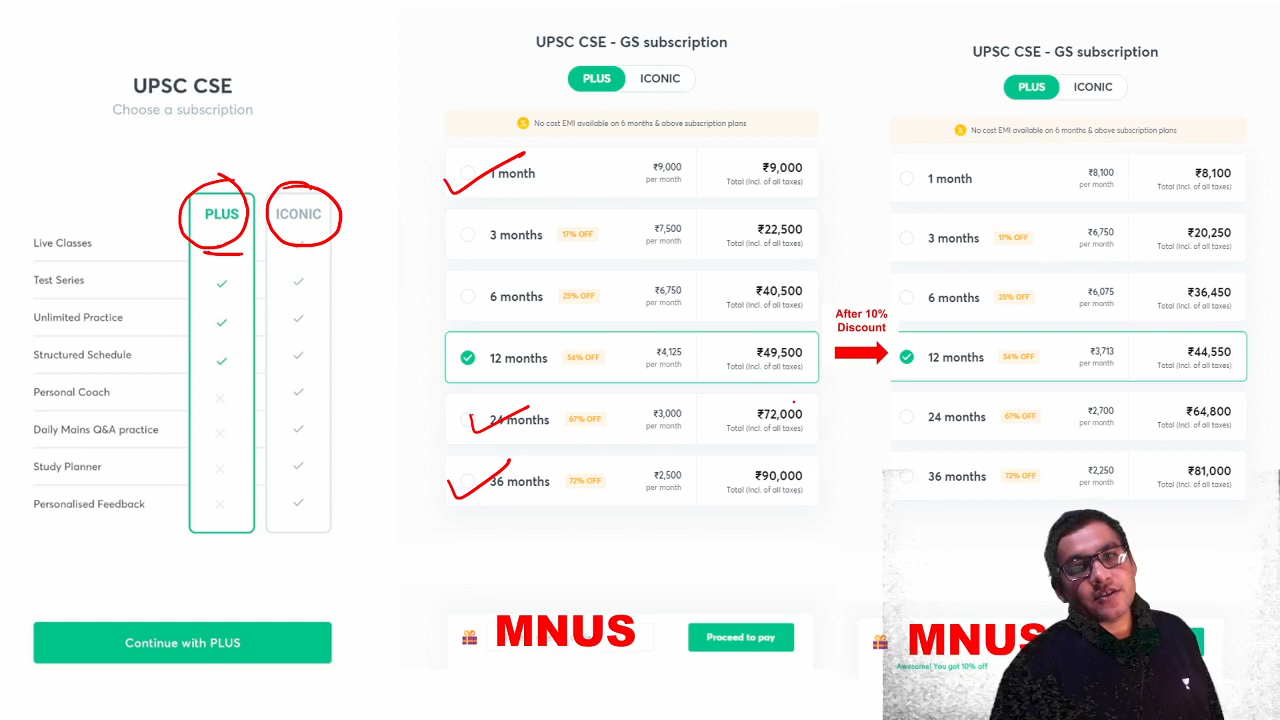 UPSC CSE
Choose a subscription
PLUS
ICONIC
Live Classes
Test Series
Unlimited Practice
Structured Schedule
Personal Coach
Daily Mains Q&A practice
Study Planner
Personalised Feedback
Continue with PLUS
UPSC CSE - GS subscription
PLUS ICONIC
No cost EMI available on 6 months & above subscription plans
1 month ₹9,000 ₹9,000
per month Total (Incl. of all taxes)
3 months 17% OFF ₹7,500 ₹22,500
per month Total (Incl. of all taxes)
6 months 25% OFF ₹6,750 ₹40,500
per month Total (Incl. of all taxes)
12 months 54% OFF ₹4,125 ₹49,500
per month Total (Incl. of all taxes)
24 months 67% OFF ₹3,000 ₹72,000
per month Total (Incl. of all taxes)
36 months 72% OFF ₹2,500 ₹90,000
per month Total (Incl. of all taxes)
MNUS
Proceed to pay
After 10%
Discount
UPSC CSE - GS subscription
PLUS ICONIC
No cost EMI available on 6 months & above subscription plans
1 month ₹8,100 ₹8,100
per month Total (Incl. of all taxes)
3 months 17% OFF ₹6,750 ₹20,250
per month Total (Incl. of all taxes)
6 months 25% OFF ₹6,075 ₹36,450
per month Total (Incl. of all taxes)
12 months 54% OFF ₹3,713 ₹44,550
per month Total (Incl. of all taxes)
24 months 67% OFF ₹2,700 ₹64,800
per month Total (Incl. of all taxes)
36 months 72% OFF ₹2,250 ₹81,000
per month Total (Incl. of all taxes)
MNUS
Awesome! You got 10% off